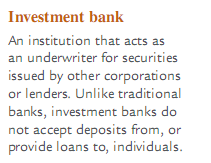 Investment bank
An institution that acts as
an underwriter for securities
issued by other corporations
or lenders. Unlike traditional
banks, investment banks do
not accept deposits from, or
provide loans to, individuals.